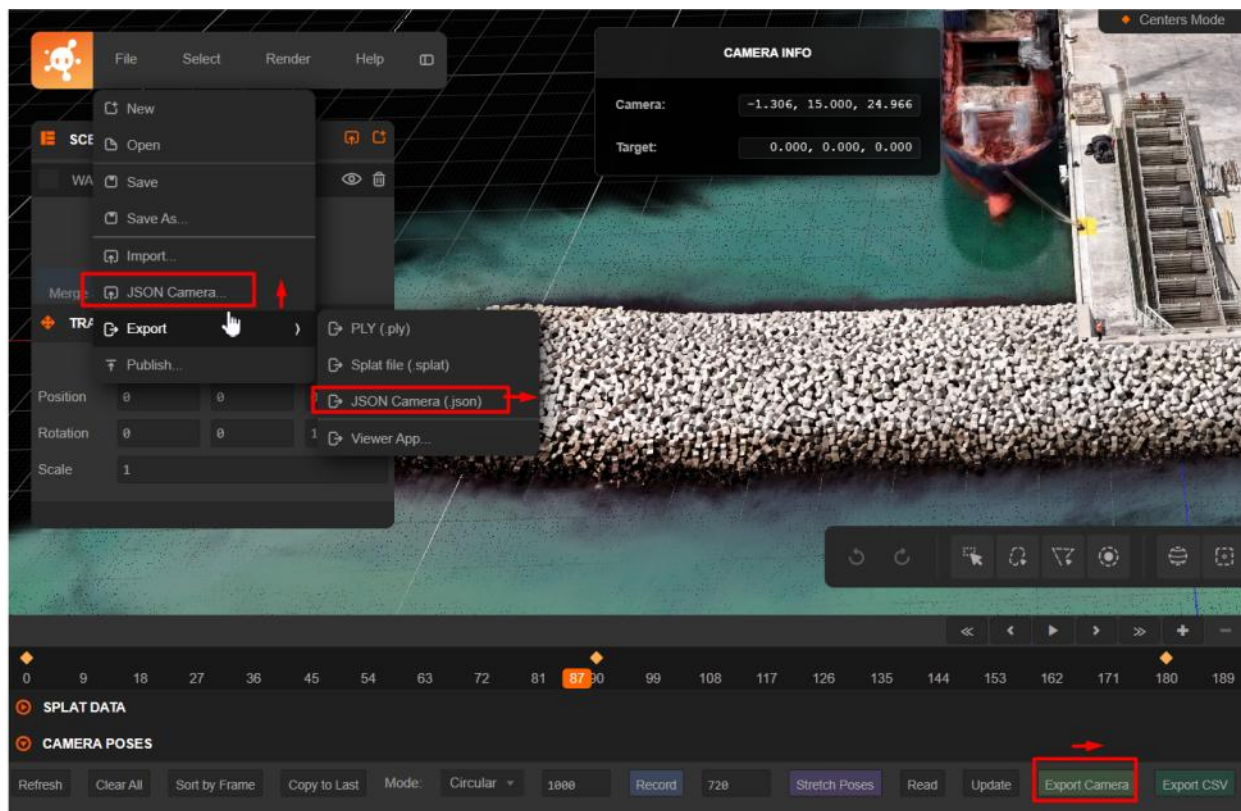 Centers Mode
File Select Render Help
CAMERA INFO
Camera: -1.306, 15.000, 24.966
Target: 0.000, 0.000, 0.000
New
SCE
Open
WA
Save
Save As...
Import...
Merge
JSON Camera...
TRA
Export
Publish...
PLY (.ply)
Splat file (.splat)
JSON Camera (.json)
Viewer App...
Position 0 0
Rotation 0 0 1
Scale 1
0 9 18 27 36 45 54 63 72 81 87 90 99 108 117 126 135 144 153 162 171 180 189
SPLAT DATA
CAMERA POSES
Refresh Clear All Sort by Frame Copy to Last Mode: Circular 1000 Record 720 Stretch Poses Read Update Export Camera Export CSV